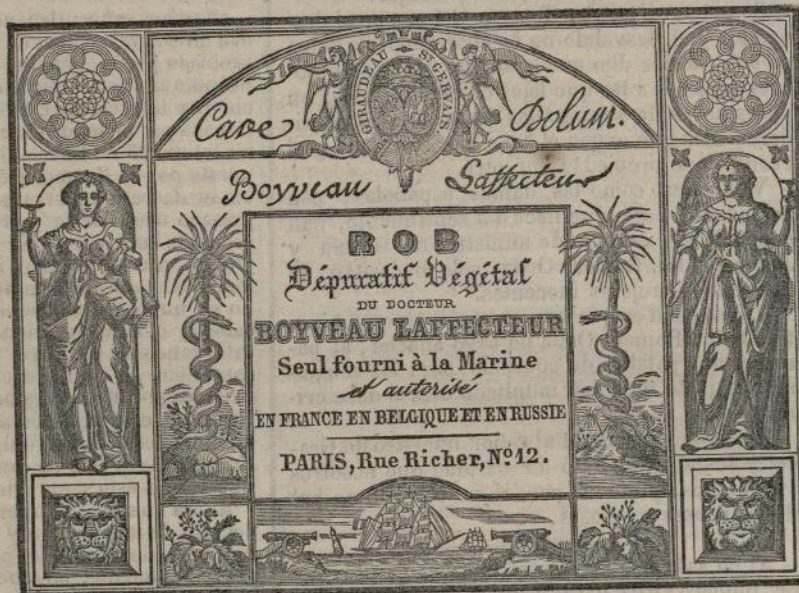 GIRAUDEAU St GERVAIS
Cave Dolum.
Boyveau Laffecteur
ROB
Dépuratif Végétal
DU DOCTEUR
BOYVEAU LAFFECTEUR
Seul fourni à la Marine
et autorisé
EN FRANCE EN BELGIQUE ET EN RUSSIE
PARIS, Rue Richer, Nº 12.